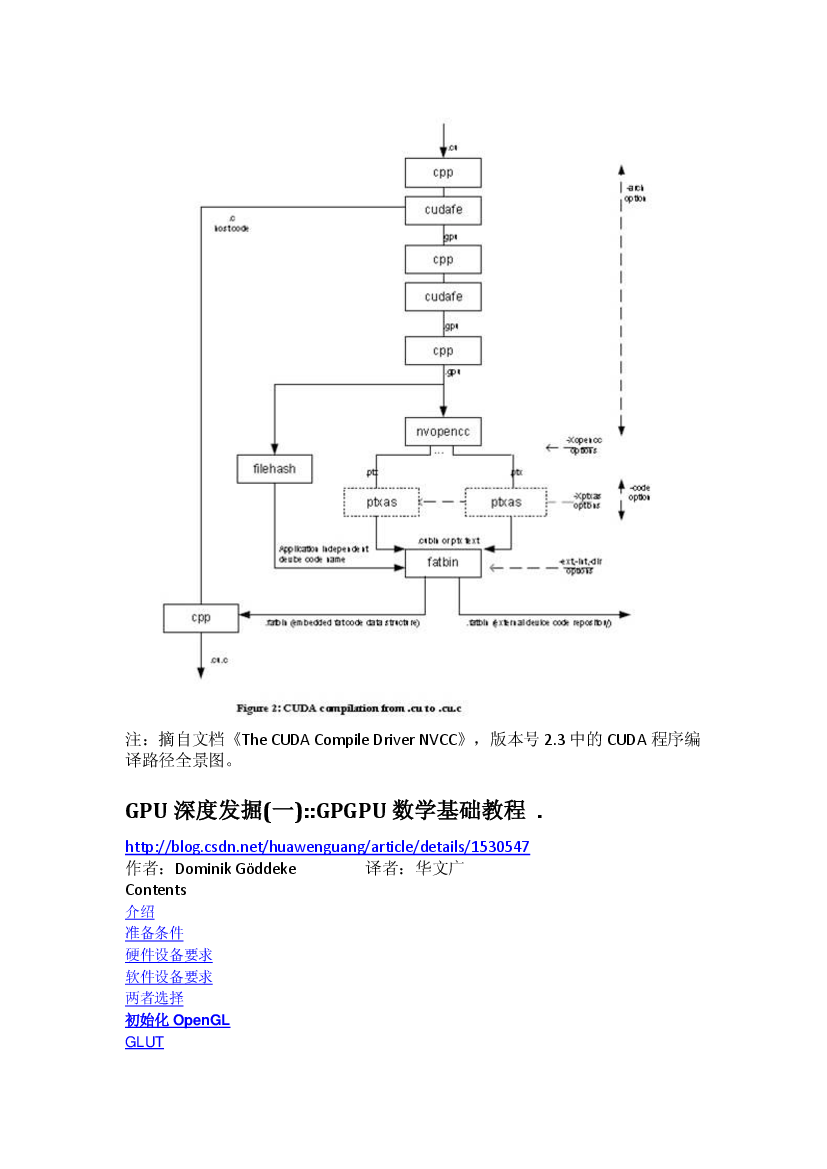 .cu
cpp
-arch
option
cudafe
.c
hostcode
.gpu
cpp
cudafe
.gpu
cpp
.gpu
nvopencc
...
-Xopencc
options
filehash
.ptx
.ptx
ptxas
ptxas
-Xptxas
options
-code
option
.cubin or ptx text
Application independent
device code name
fatbin
-ext,-int,-dir
options
cpp
.fatbin (embedded fat code data structure)
.fatbin (external device code repository)
.cu.c
Figure 2: CUDA compilation from .cu to .cu.c
注：摘自文档《The CUDA Compile Driver NVCC》，版本号 2.3 中的 CUDA 程序编
译路径全景图。
GPU 深度发掘(一)::GPGPU 数学基础教程 .
http://blog.csdn.net/huawenguang/article/details/1530547
作者：Dominik Göddeke 译者：华文广
Contents
介绍
准备条件
硬件设备要求
软件设备要求
两者选择
初始化 OpenGL
GLUT